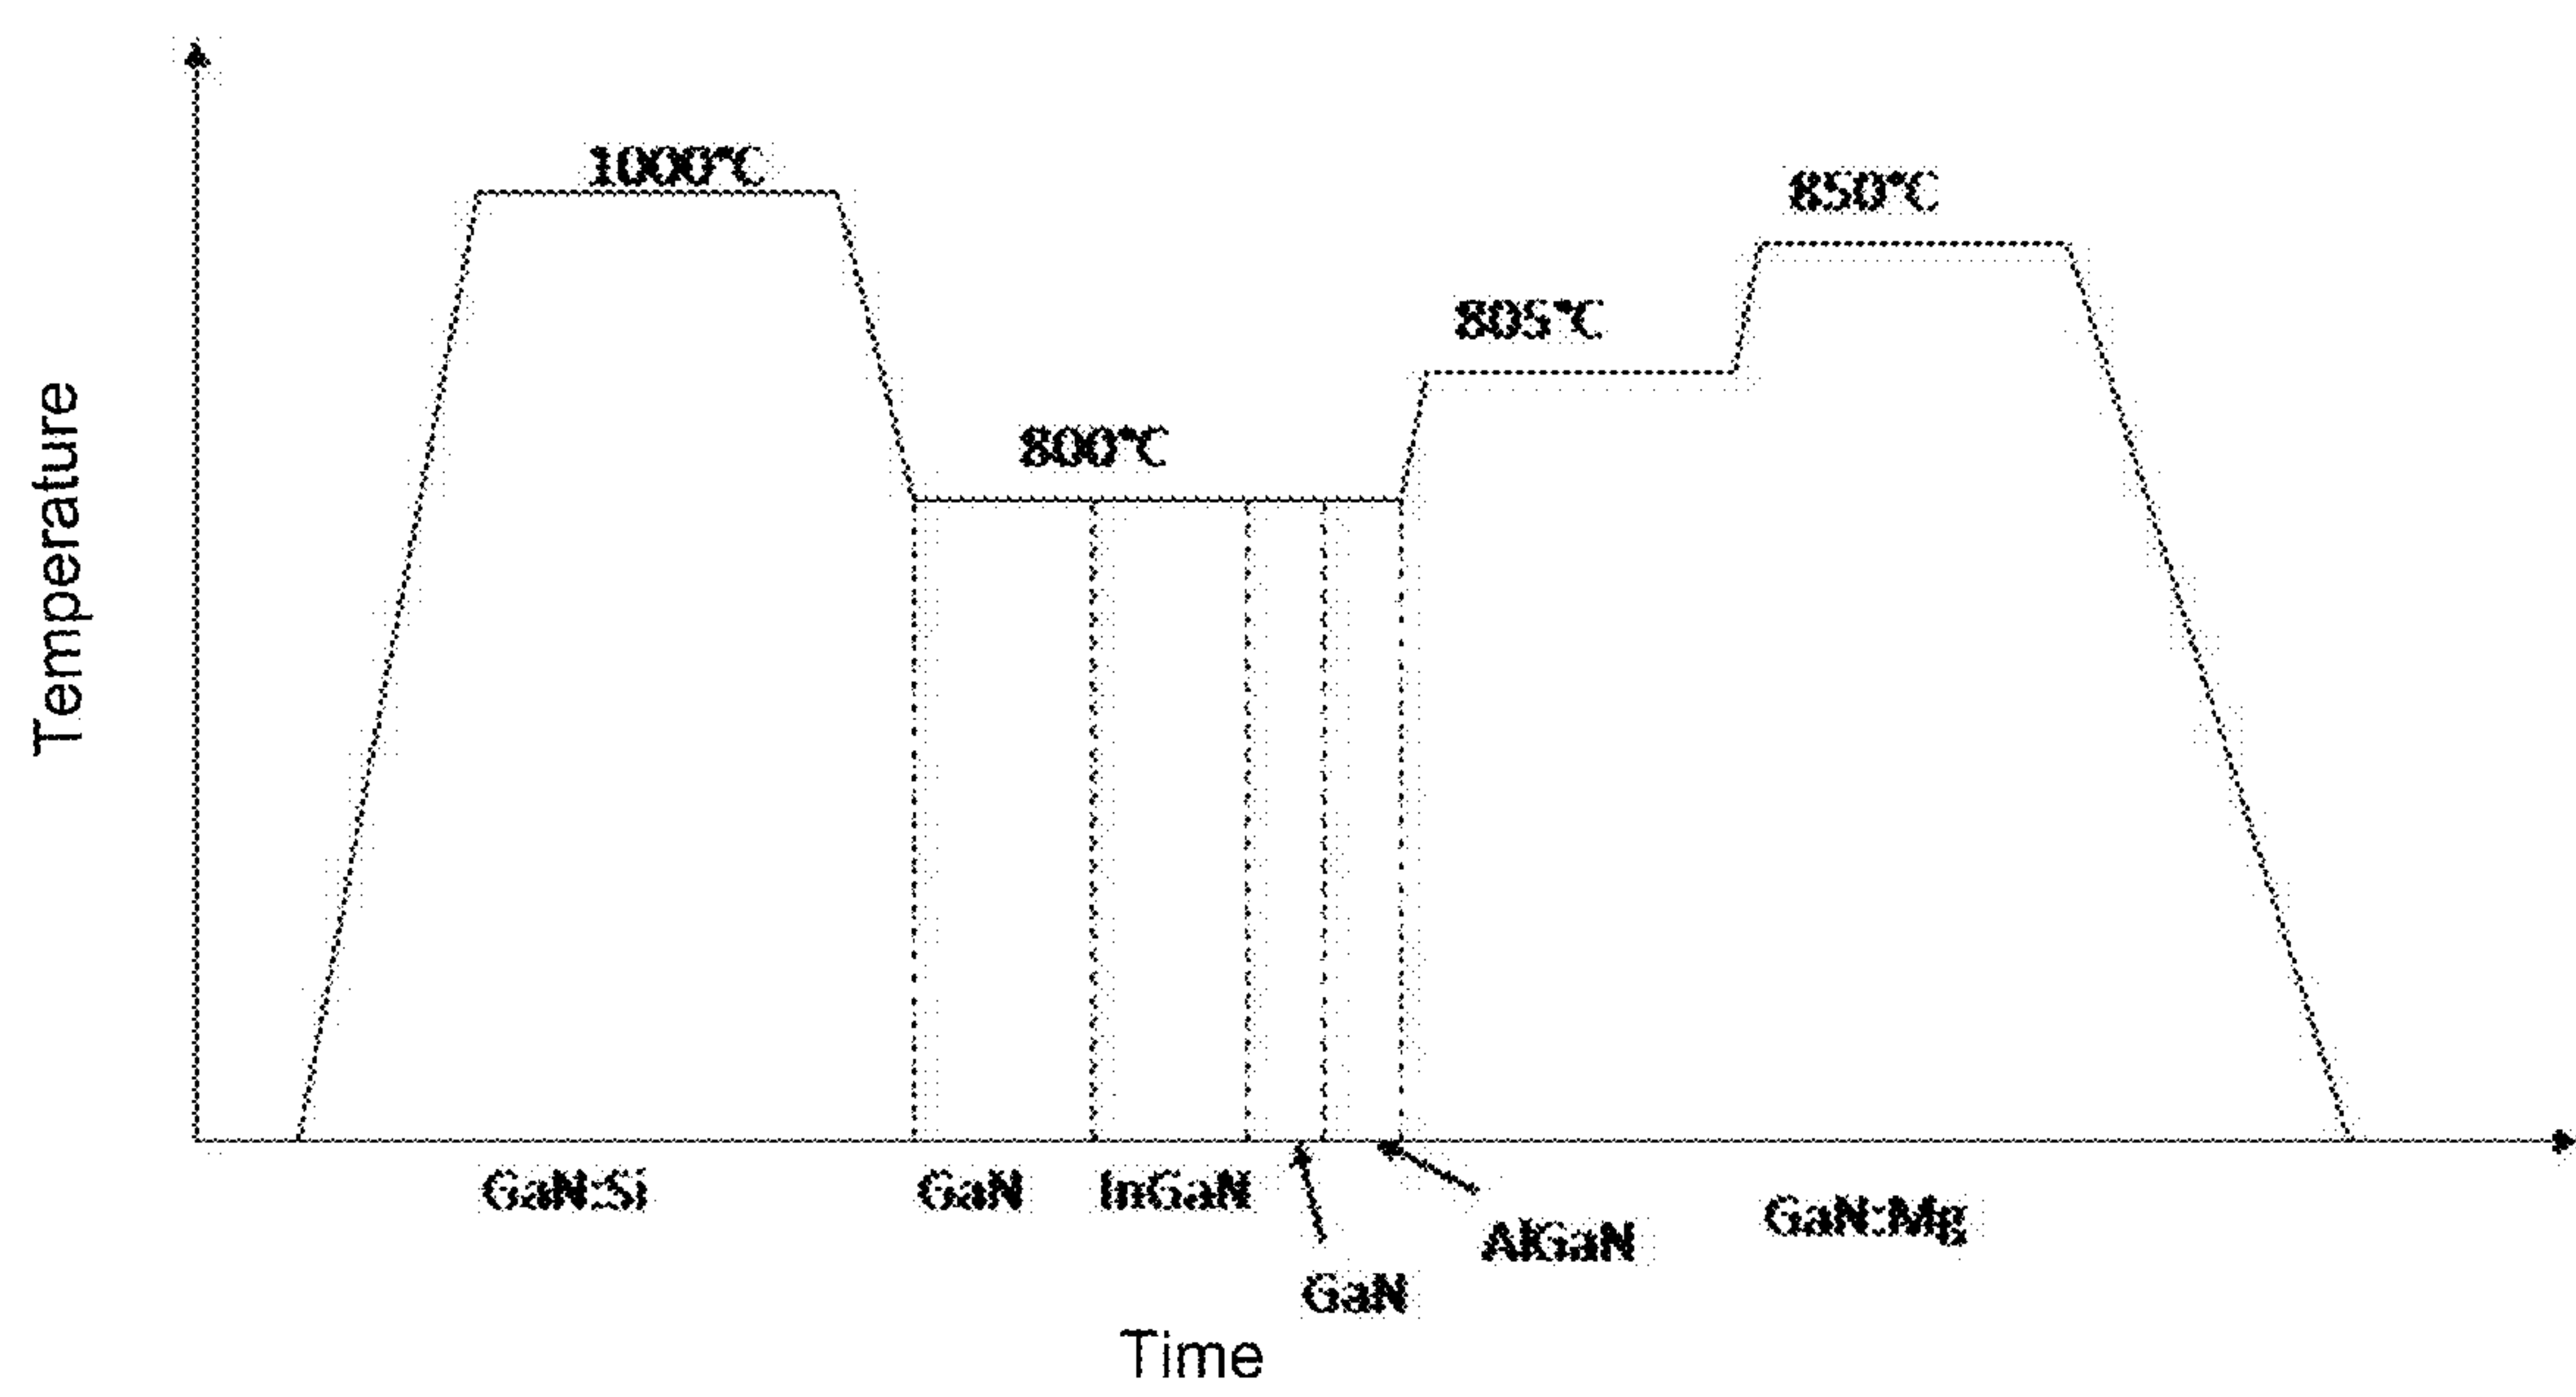 1000°C
850°C
805°C
800°C
Temperature
GaN:Si
GaN
InGaN
GaN
AlGaN
GaN:Mg
Time